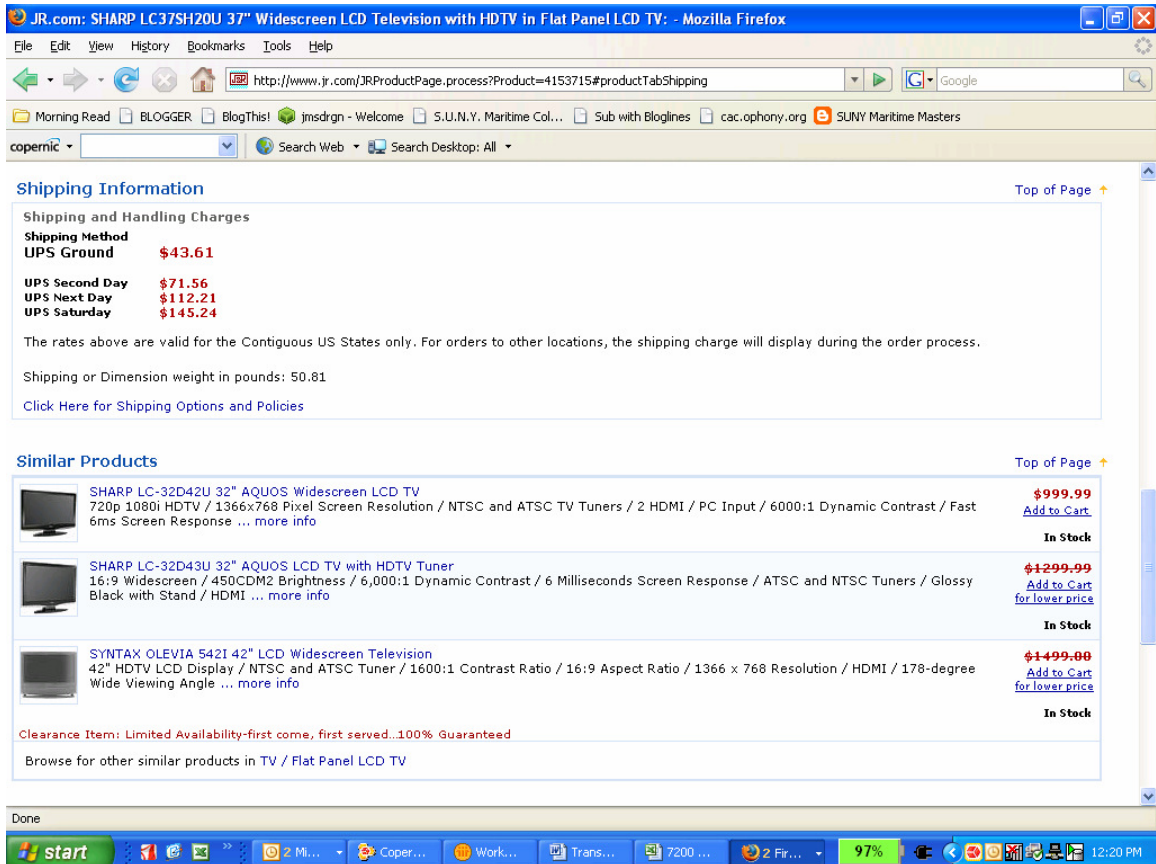 JR.com: SHARP LC37SH20U 37" Widescreen LCD Television with HDTV in Flat Panel LCD TV: - Mozilla Firefox
File Edit View History Bookmarks Tools Help
http://www.jr.com/JRProductPage.process?Product=4153715#productTabShipping
G Google
Morning Read BLOGGER BlogThis! jmsdrgn - Welcome S.U.N.Y. Maritime Col... Sub with Bloglines cac.ophony.org SUNY Maritime Masters
copernic Search Web Search Desktop: All
Shipping Information Top of Page
Shipping and Handling Charges
Shipping Method
UPS Ground $43.61
UPS Second Day $71.56
UPS Next Day $112.21
UPS Saturday $145.24
The rates above are valid for the Contiguous US States only. For orders to other locations, the shipping charge will display during the order process.
Shipping or Dimension weight in pounds: 50.81
Click Here for Shipping Options and Policies
Similar Products Top of Page
SHARP LC-32D42U 32" AQUOS Widescreen LCD TV
720p 1080i HDTV / 1366x768 Pixel Screen Resolution / NTSC and ATSC TV Tuners / 2 HDMI / PC Input / 6000:1 Dynamic Contrast / Fast
6ms Screen Response ... more info
$999.99
Add to Cart
In Stock
SHARP LC-32D43U 32" AQUOS LCD TV with HDTV Tuner
16:9 Widescreen / 450CDM2 Brightness / 6,000:1 Dynamic Contrast / 6 Milliseconds Screen Response / ATSC and NTSC Tuners / Glossy
Black with Stand / HDMI ... more info
$1299.99
Add to Cart
for lower price
In Stock
SYNTAX OLEVIA 542I 42" LCD Widescreen Television
42" HDTV LCD Display / NTSC and ATSC Tuner / 1600:1 Contrast Ratio / 16:9 Aspect Ratio / 1366 x 768 Resolution / HDMI / 178-degree
Wide Viewing Angle ... more info
$1499.00
Add to Cart
for lower price
In Stock
Clearance Item: Limited Availability-first come, first served...100% Guaranteed
Browse for other similar products in TV / Flat Panel LCD TV
Done
start 2 Mi... Coper... Work... Trans... 7200 ... 2 Fir... 97% 12:20 PM